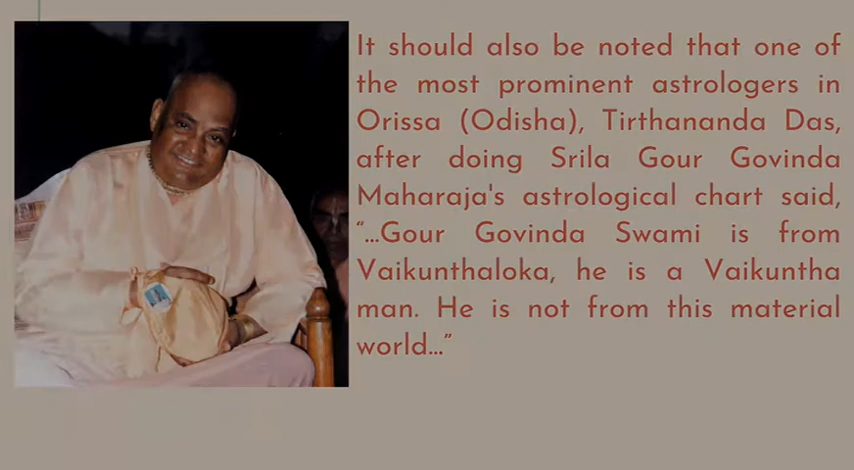 It should also be noted that one of
the most prominent astrologers in
Orissa (Odisha), Tirthananda Das,
after doing Srila Gour Govinda
Maharaja's astrological chart said,
“...Gour Govinda Swami is from
Vaikunthaloka, he is a Vaikuntha
man. He is not from this material
world...”